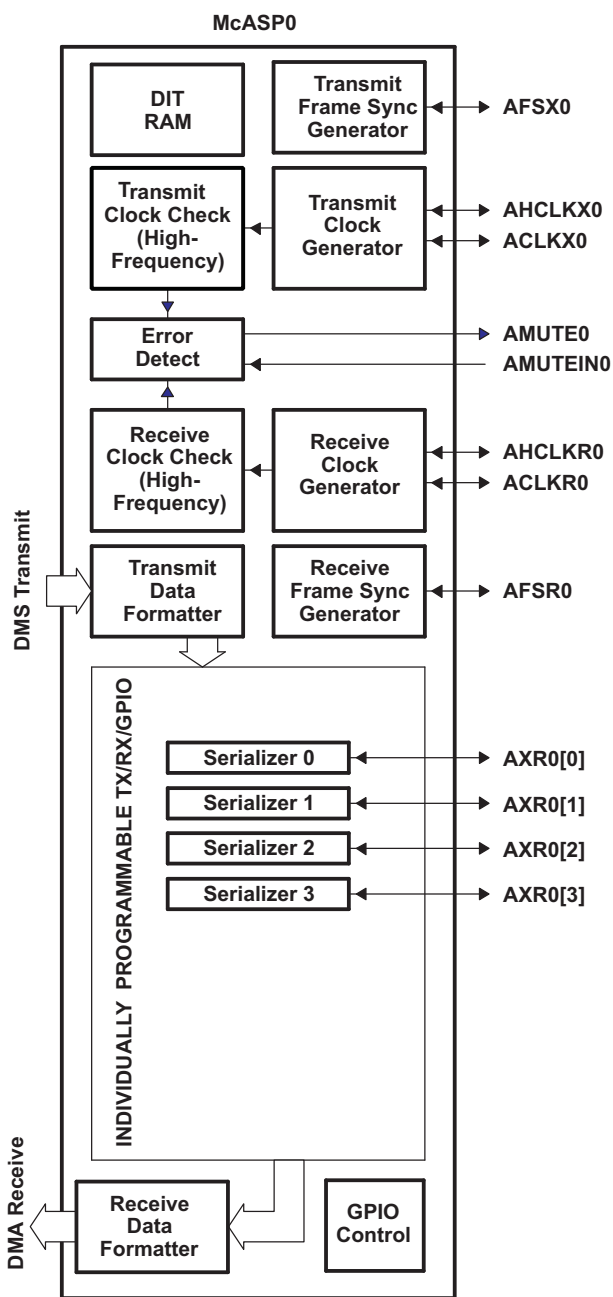 McASP0
DIT
RAM
Transmit
Frame Sync
Generator
AFSX0
Transmit
Clock Check
(High-
Frequency)
Transmit
Clock
Generator
AHCLKX0
ACLKX0
Error
Detect
AMUTE0
AMUTEIN0
Receive
Clock Check
(High-
Frequency)
Receive
Clock
Generator
AHCLKR0
ACLKR0
DMS Transmit
Transmit
Data
Formatter
Receive
Frame Sync
Generator
AFSR0
INDIVIDUALLY PROGRAMMABLE TX/RX/GPIO
Serializer 0
AXR0[0]
Serializer 1
AXR0[1]
Serializer 2
AXR0[2]
Serializer 3
AXR0[3]
DMA Receive
Receive
Data
Formatter
GPIO
Control